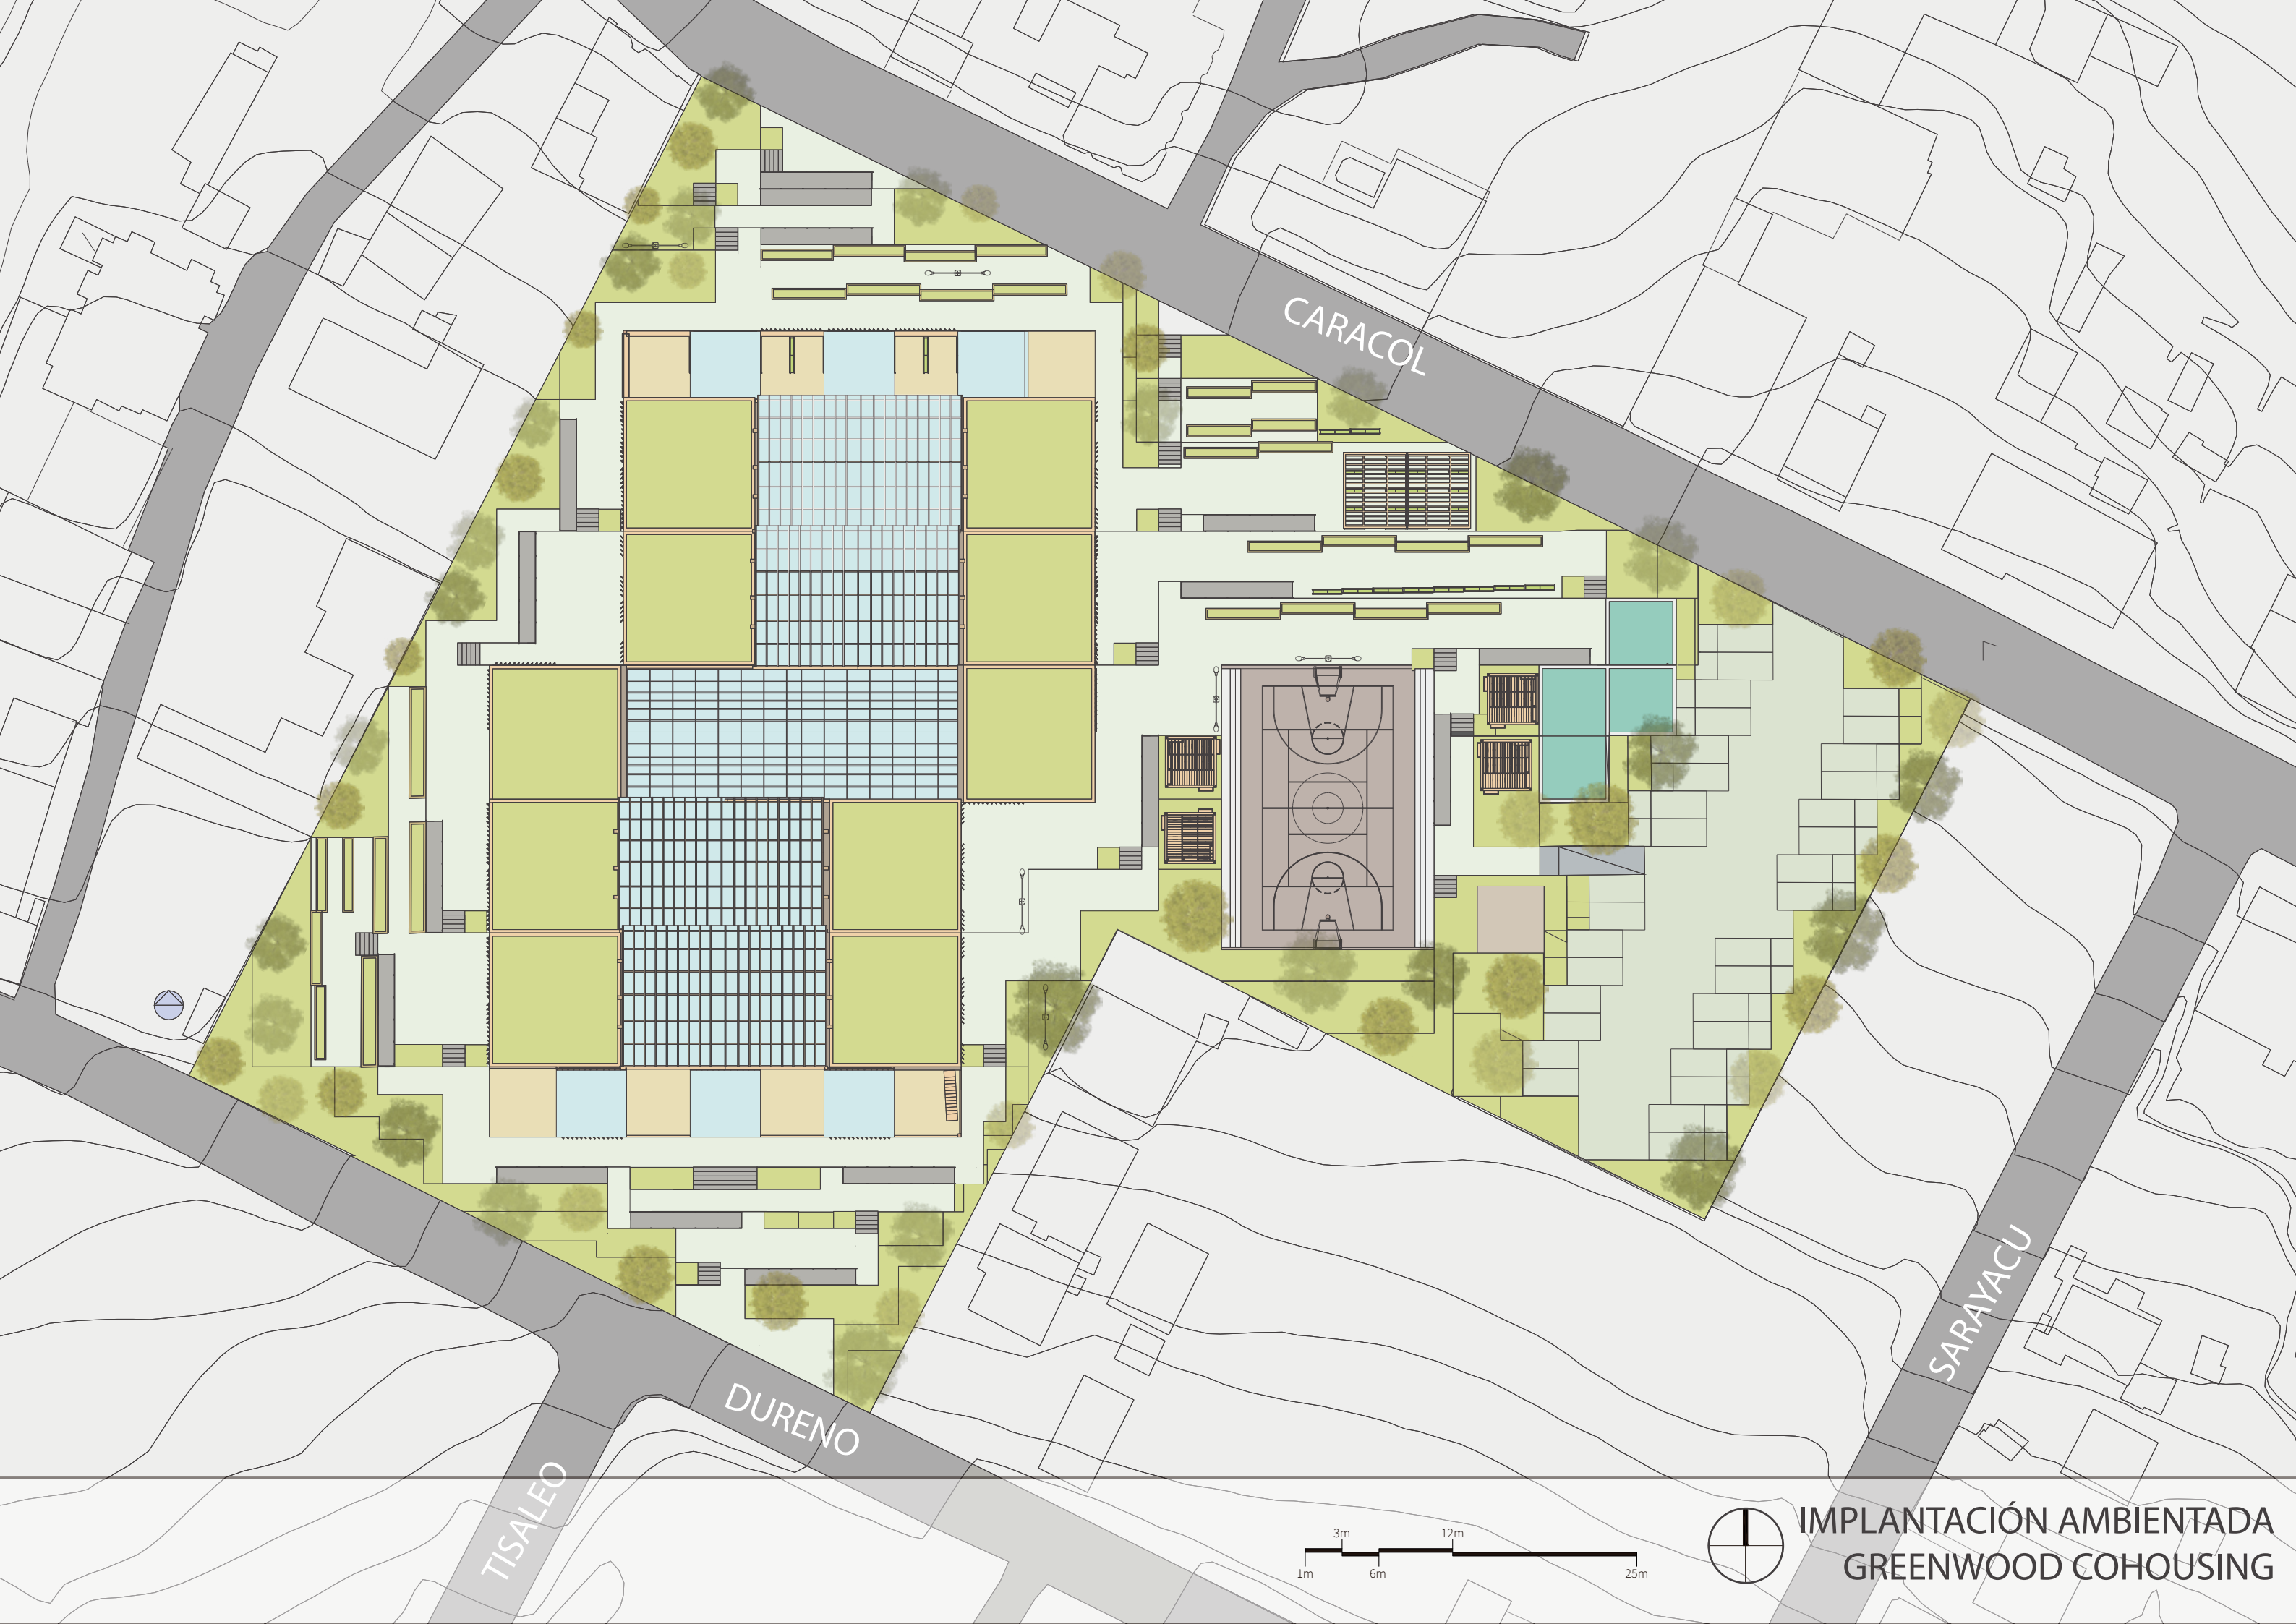 CARACOL
SARAYACU
DURENO
TISALEO
3m 12m
1m 6m 25m
IMPLANTACIÓN AMBIENTADA
GREENWOOD COHOUSING